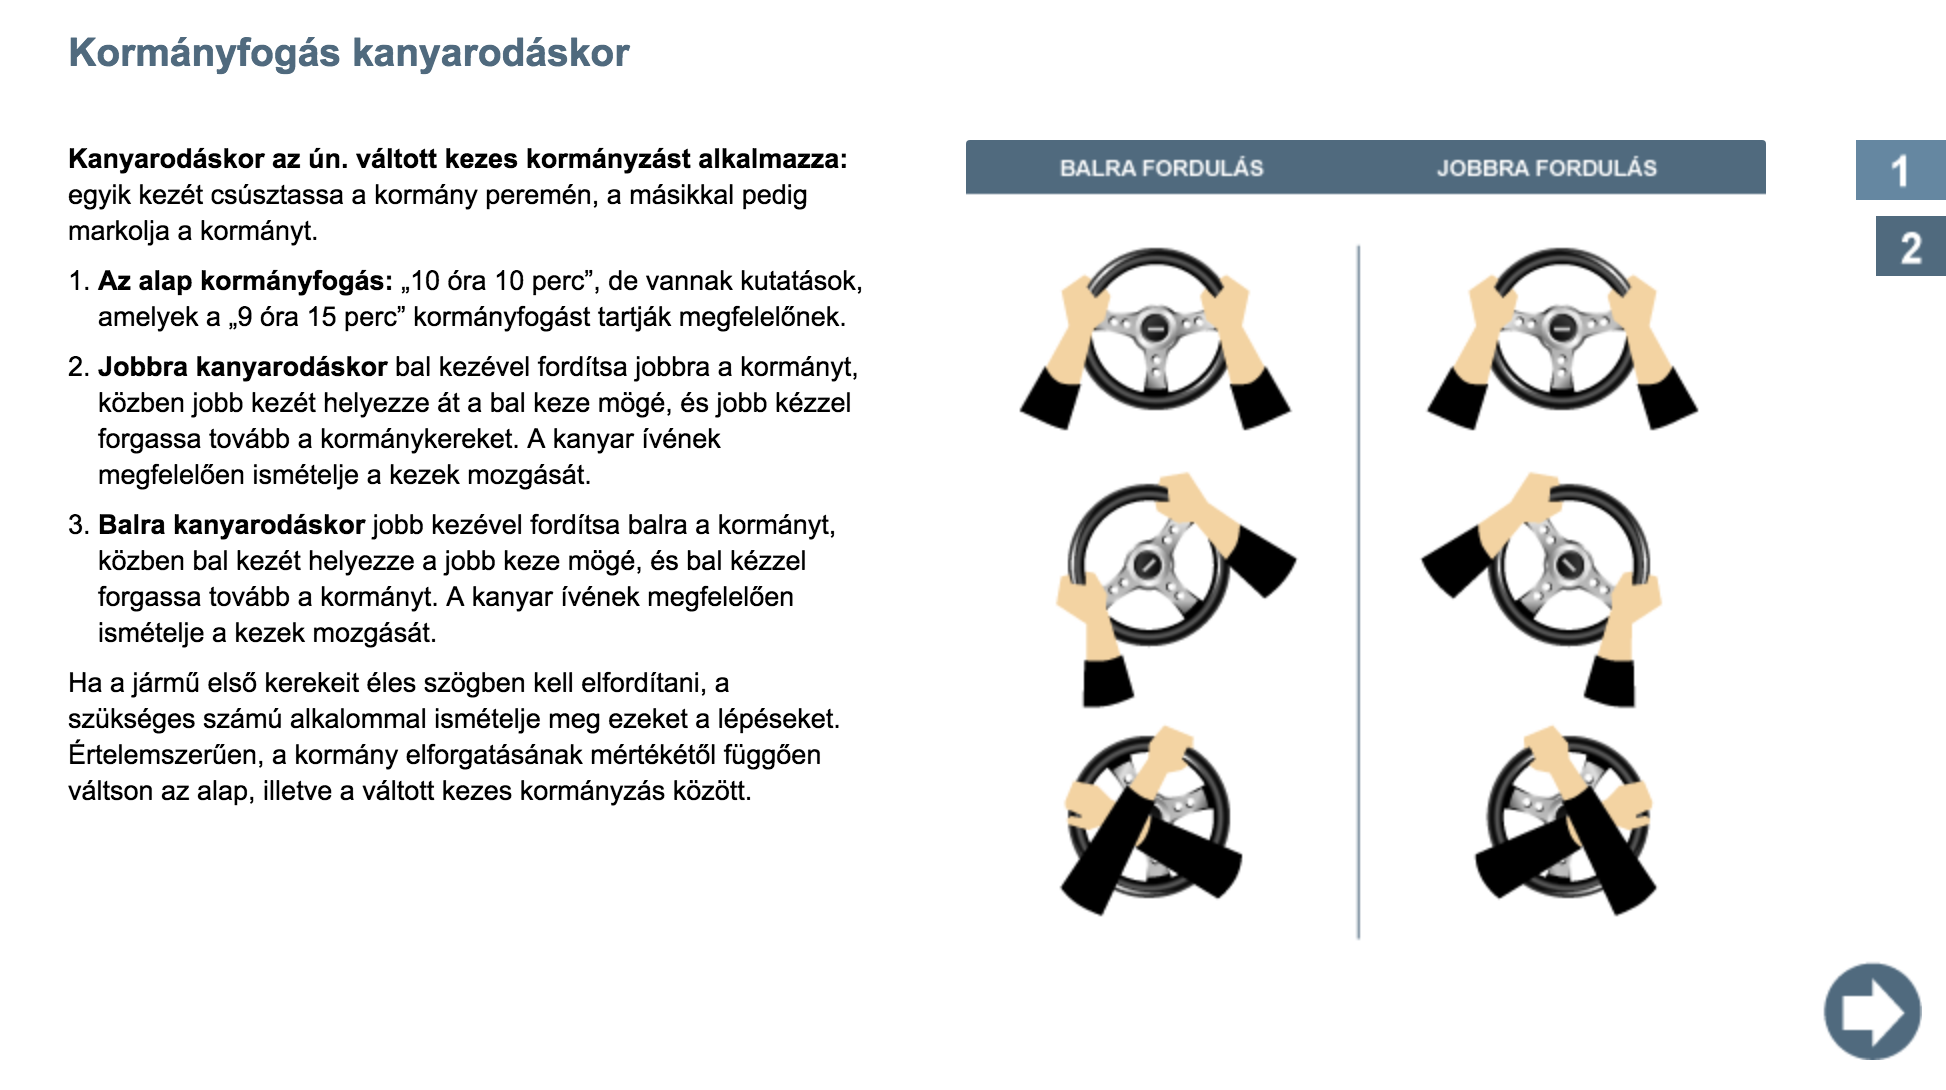 Kormányfogás kanyarodáskor
Kanyarodáskor az ún. váltott kezes kormányzást alkalmazza:
egyik kezét csúsztassa a kormány peremén, a másikkal pedig
markolja a kormányt.
1. Az alap kormányfogás: „10 óra 10 perc”, de vannak kutatások,
amelyek a „9 óra 15 perc” kormányfogást tartják megfelelőnek.
2. Jobbra kanyarodáskor bal kezével fordítsa jobbra a kormányt,
közben jobb kezét helyezze át a bal keze mögé, és jobb kézzel
forgassa tovább a kormánykereket. A kanyar ívének
megfelelően ismételje a kezek mozgását.
3. Balra kanyarodáskor jobb kezével fordítsa balra a kormányt,
közben bal kezét helyezze a jobb keze mögé, és bal kézzel
forgassa tovább a kormányt. A kanyar ívének megfelelően
ismételje a kezek mozgását.
Ha a jármű első kerekeit éles szögben kell elfordítani, a
szükséges számú alkalommal ismételje meg ezeket a lépéseket.
Értelemszerűen, a kormány elforgatásának mértékétől függően
váltson az alap, illetve a váltott kezes kormányzás között.
BALRA FORDULÁS
JOBBRA FORDULÁS
1
2